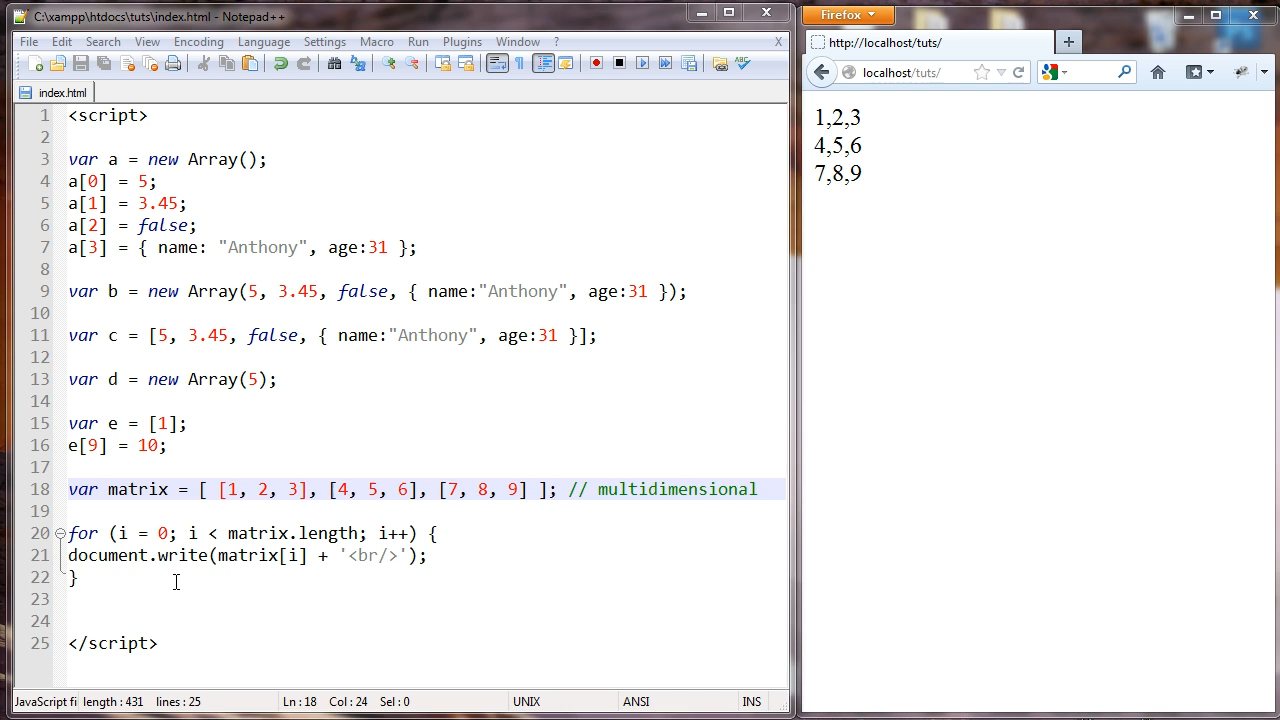 C:\xampp\htdocs\tuts\index.html - Notepad++
File Edit Search View Encoding Language Settings Macro Run Plugins Window ? X
index.html
1 <script>
2
3 var a = new Array();
4 a[0] = 5;
5 a[1] = 3.45;
6 a[2] = false;
7 a[3] = { name: "Anthony", age:31 };
8
9 var b = new Array(5, 3.45, false, { name:"Anthony", age:31 });
10
11 var c = [5, 3.45, false, { name:"Anthony", age:31 }];
12
13 var d = new Array(5);
14
15 var e = [1];
16 e[9] = 10;
17
18 var matrix = [ [1, 2, 3], [4, 5, 6], [7, 8, 9] ]; // multidimensional
19
20 for (i = 0; i < matrix.length; i++) {
21 document.write(matrix[i] + '<br/>');
22 }
23
24
25 </script>
JavaScript fi length : 431 lines : 25 Ln : 18 Col : 24 Sel : 0 UNIX ANSI INS
Firefox
http://localhost/tuts/
localhost/tuts/
1,2,3
4,5,6
7,8,9